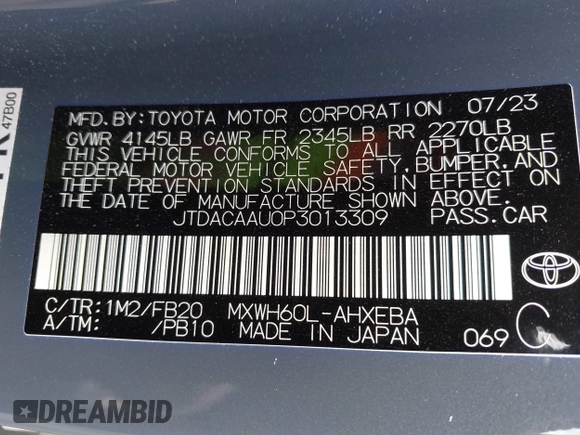 47B00
MFD.BY:TOYOTA MOTOR CORPORATION 07/23
GVWR 4145LB GAWR FR 2345LB RR 2270LB
THIS VEHICLE CONFORMS TO ALL APPLICABLE
FEDERAL MOTOR VEHICLE SAFETY,BUMPER,AND
THEFT PREVENTION STANDARDS IN EFFECT ON
THE DATE OF MANUFACTURE SHOWN ABOVE.
JTDACAAU0P3013309 PASS.CAR
C/TR:1M2/FB20 MXWH60L-AHXEBA
A/TM: /PB10 MADE IN JAPAN 069 G
DREAMBID